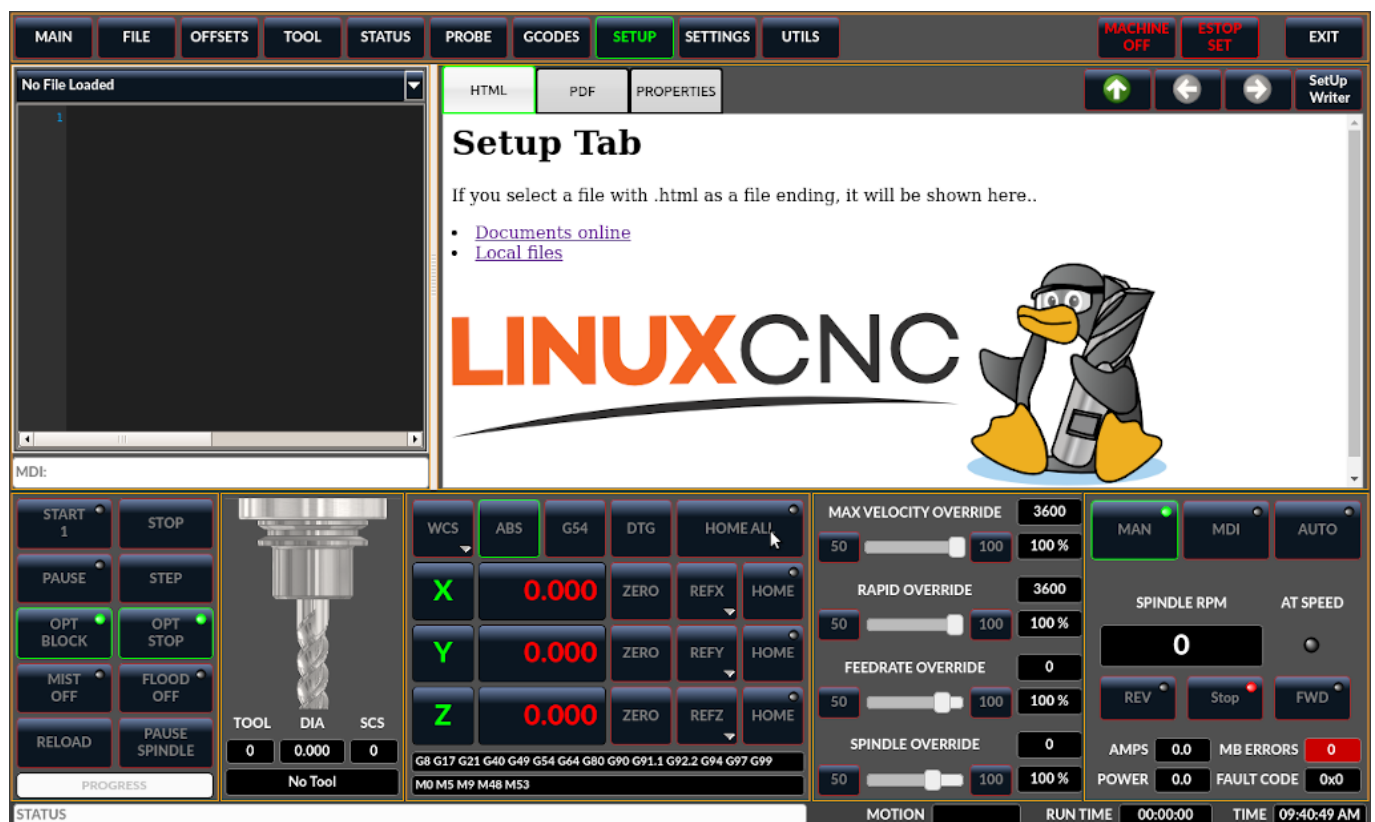 MAIN FILE OFFSETS TOOL STATUS PROBE GCODES SETUP SETTINGS UTILS MACHINE OFF ESTOP SET EXIT
No File Loaded
1
MDI:
HTML PDF PROPERTIES SetUp Writer
Setup Tab
If you select a file with .html as a file ending, it will be shown here..
• Documents online
• Local files
LINUXCNC
START 1 STOP
PAUSE STEP
OPT BLOCK OPT STOP
MIST OFF FLOOD OFF
RELOAD PAUSE SPINDLE
PROGRESS
TOOL DIA SCS
0 0.000 0
No Tool
WCS ABS G54 DTG HOME ALL
X 0.000 ZERO REFX HOME
Y 0.000 ZERO REFY HOME
Z 0.000 ZERO REFZ HOME
G8 G17 G21 G40 G49 G54 G64 G80 G90 G91.1 G92.2 G94 G97 G99
M0 M5 M9 M48 M53
MAX VELOCITY OVERRIDE 3600
50 100 100 %
RAPID OVERRIDE 3600
50 100 100 %
FEEDRATE OVERRIDE 0
50 100 100 %
SPINDLE OVERRIDE 0
50 100 100 %
MAN MDI AUTO
SPINDLE RPM AT SPEED
0
REV Stop FWD
AMPS 0.0 MB ERRORS 0
POWER 0.0 FAULT CODE 0x0
STATUS MOTION RUN TIME 00:00:00 TIME 09:40:49 AM